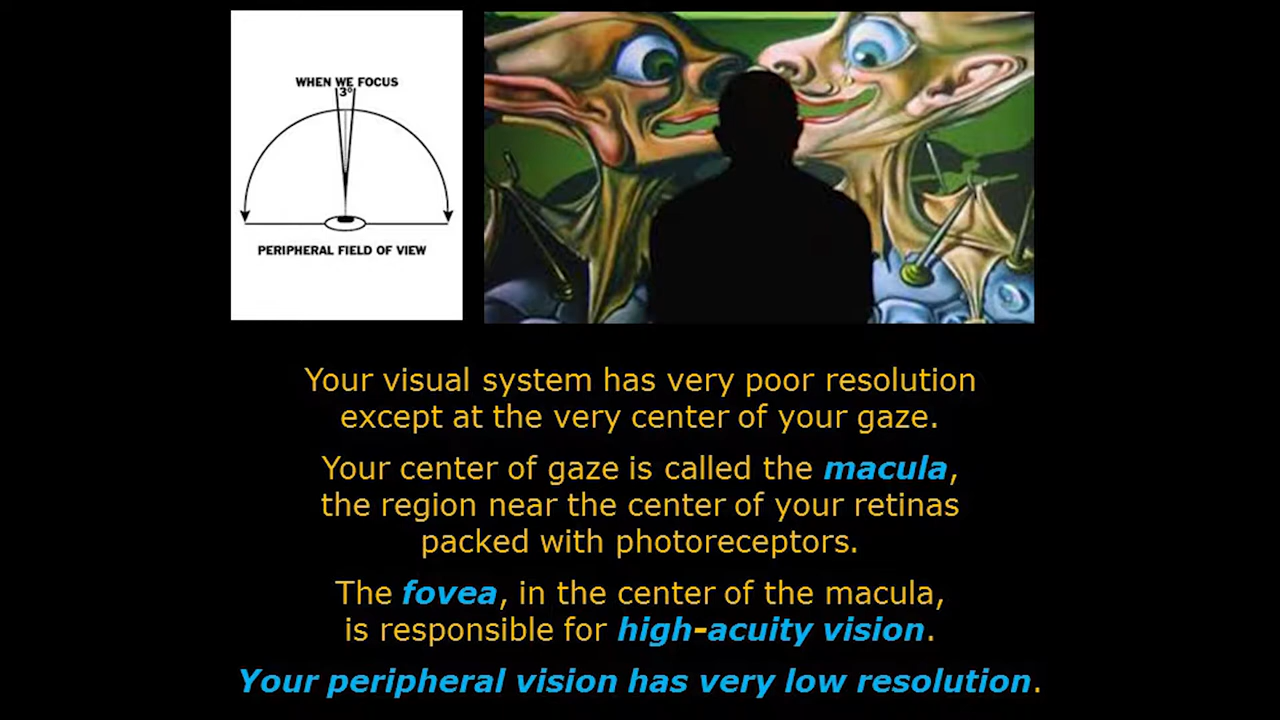 WHEN WE FOCUS
3°
PERIPHERAL FIELD OF VIEW
Your visual system has very poor resolution
except at the very center of your gaze.
Your center of gaze is called the macula,
the region near the center of your retinas
packed with photoreceptors.
The fovea, in the center of the macula,
is responsible for high-acuity vision.
Your peripheral vision has very low resolution.